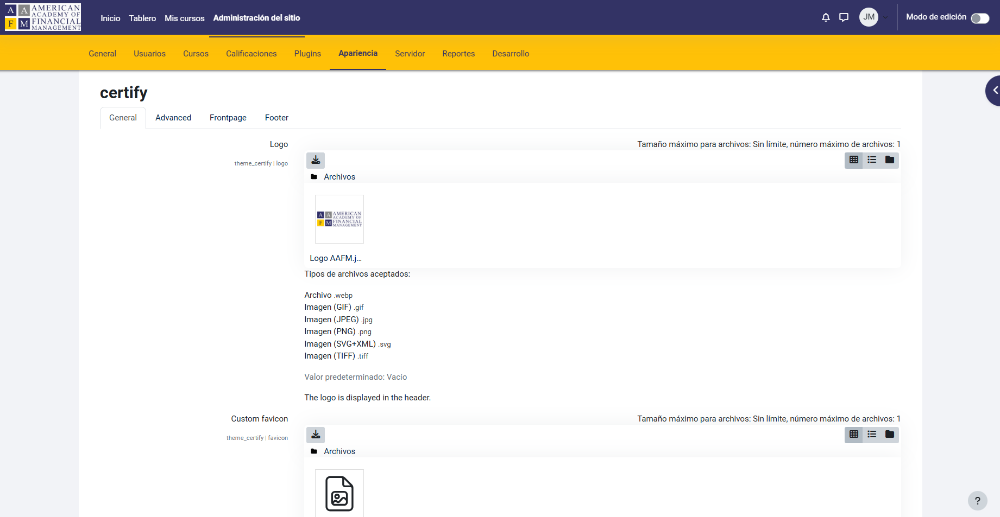 A A AMERICAN
ACADEMY OF
F M FINANCIAL
MANAGEMENT
Inicio Tablero Mis cursos Administración del sitio
JM
Modo de edición
General Usuarios Cursos Calificaciones Plugins Apariencia Servidor Reportes Desarrollo
certify
General Advanced Frontpage Footer
Logo
theme_certify | logo
Tamaño máximo para archivos: Sin límite, número máximo de archivos: 1
Archivos
A A AMERICAN
ACADEMY OF
F M FINANCIAL
MANAGEMENT
Logo AAFM.j...
Tipos de archivos aceptados:
Archivo .webp
Imagen (GIF) .gif
Imagen (JPEG) .jpg
Imagen (PNG) .png
Imagen (SVG+XML) .svg
Imagen (TIFF) .tiff
Valor predeterminado: Vacío
The logo is displayed in the header.
Custom favicon
theme_certify | favicon
Tamaño máximo para archivos: Sin límite, número máximo de archivos: 1
Archivos
?